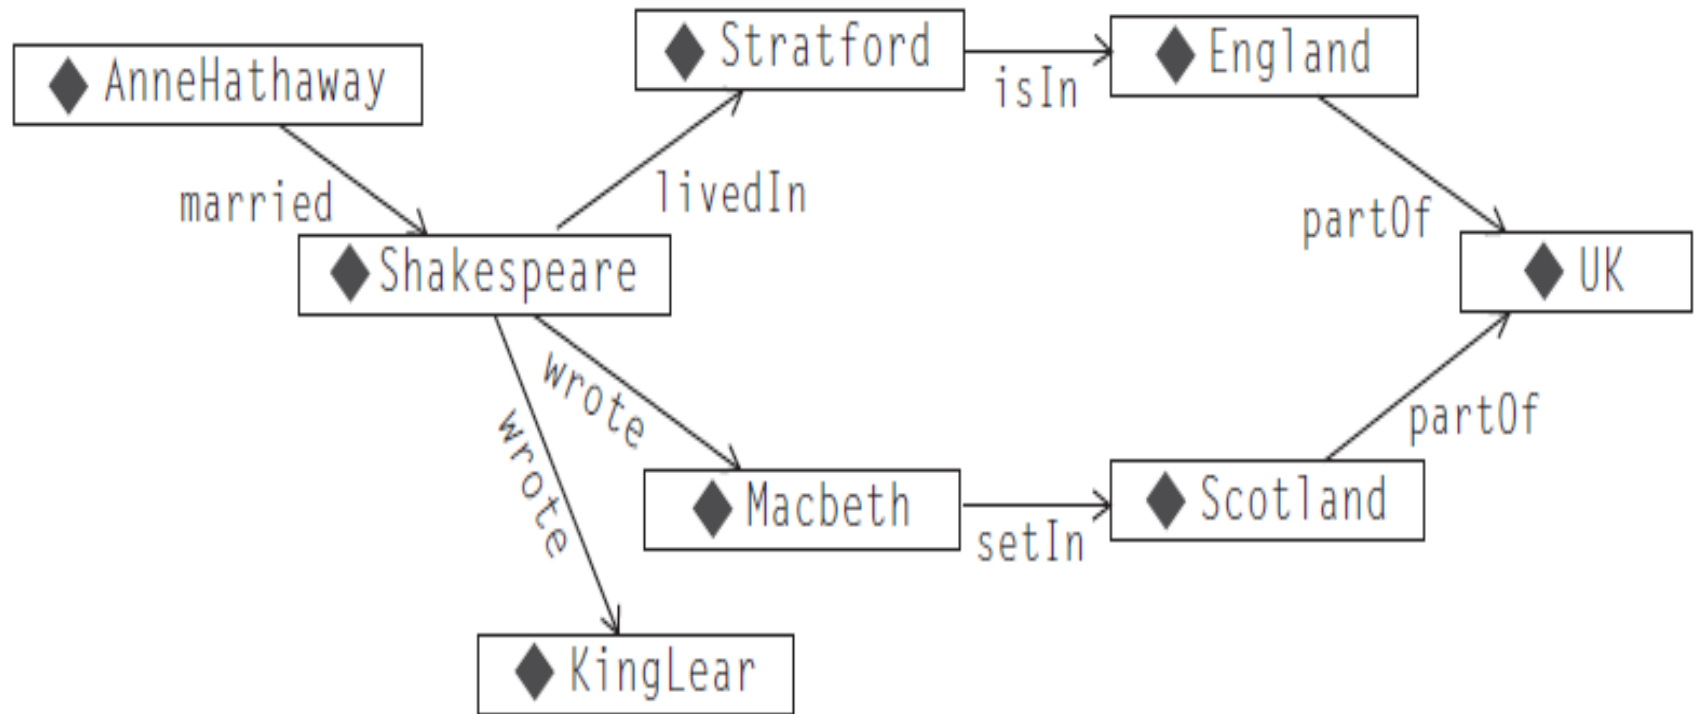 AnneHathaway
married
Shakespeare
livedIn
Stratford
isIn
England
partOf
UK
wrote
Macbeth
setIn
Scotland
partOf
wrote
KingLear